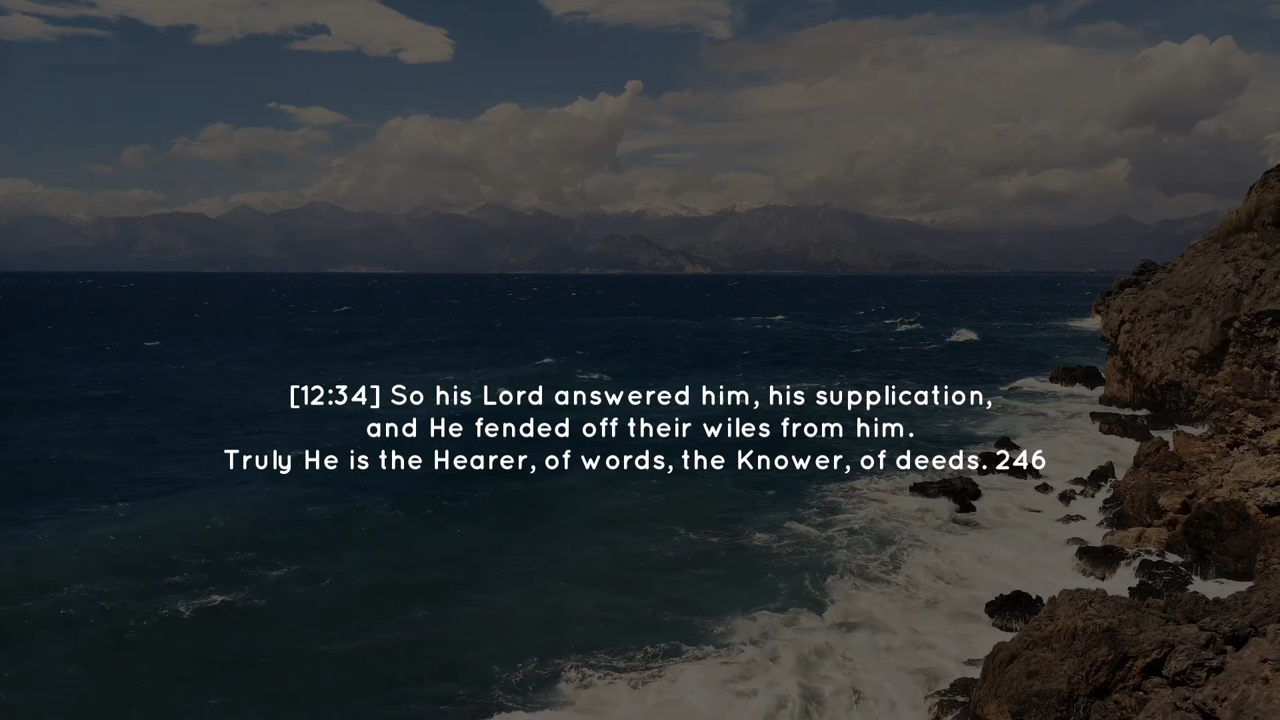 [12:34] So his Lord answered him, his supplication,
and He fended off their wiles from him.
Truly He is the Hearer, of words, the Knower, of deeds. 246